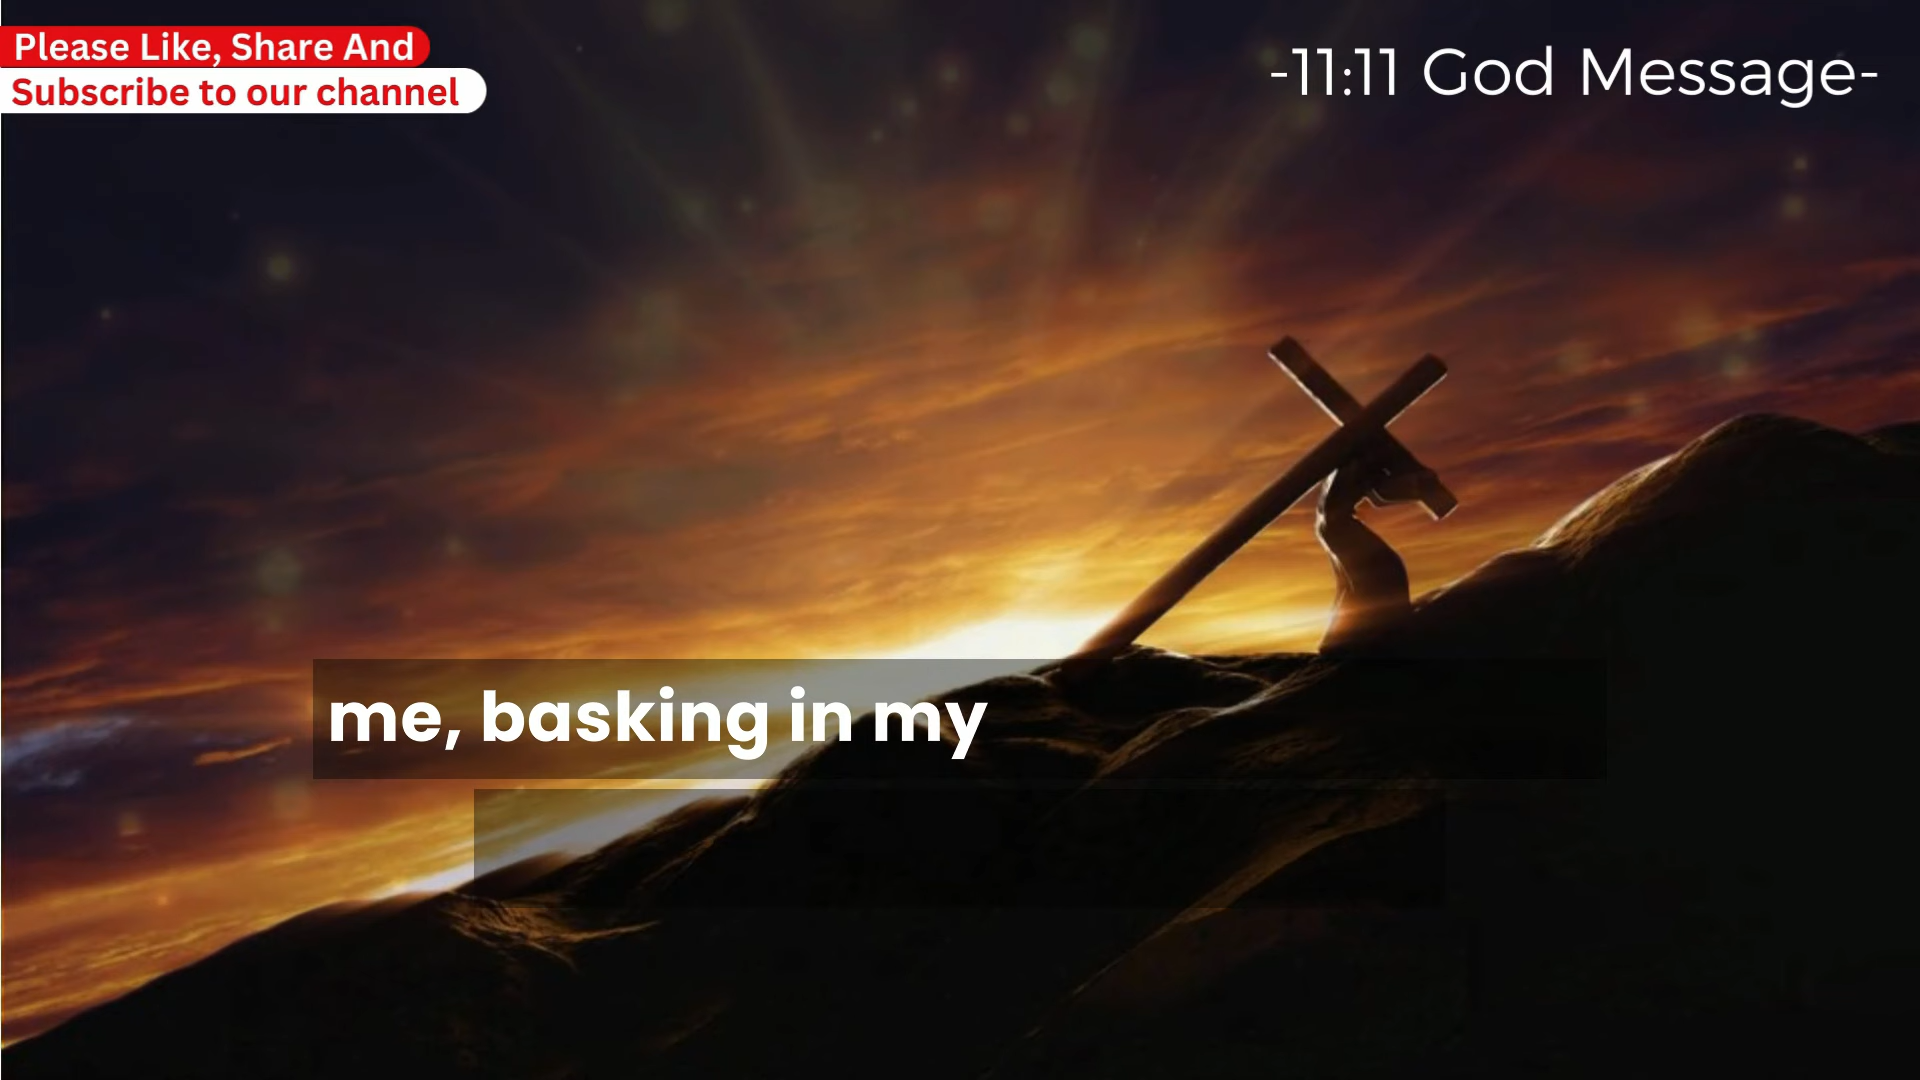 Please Like, Share And
Subscribe to our channel
-11:11 God Message-
me, basking in my